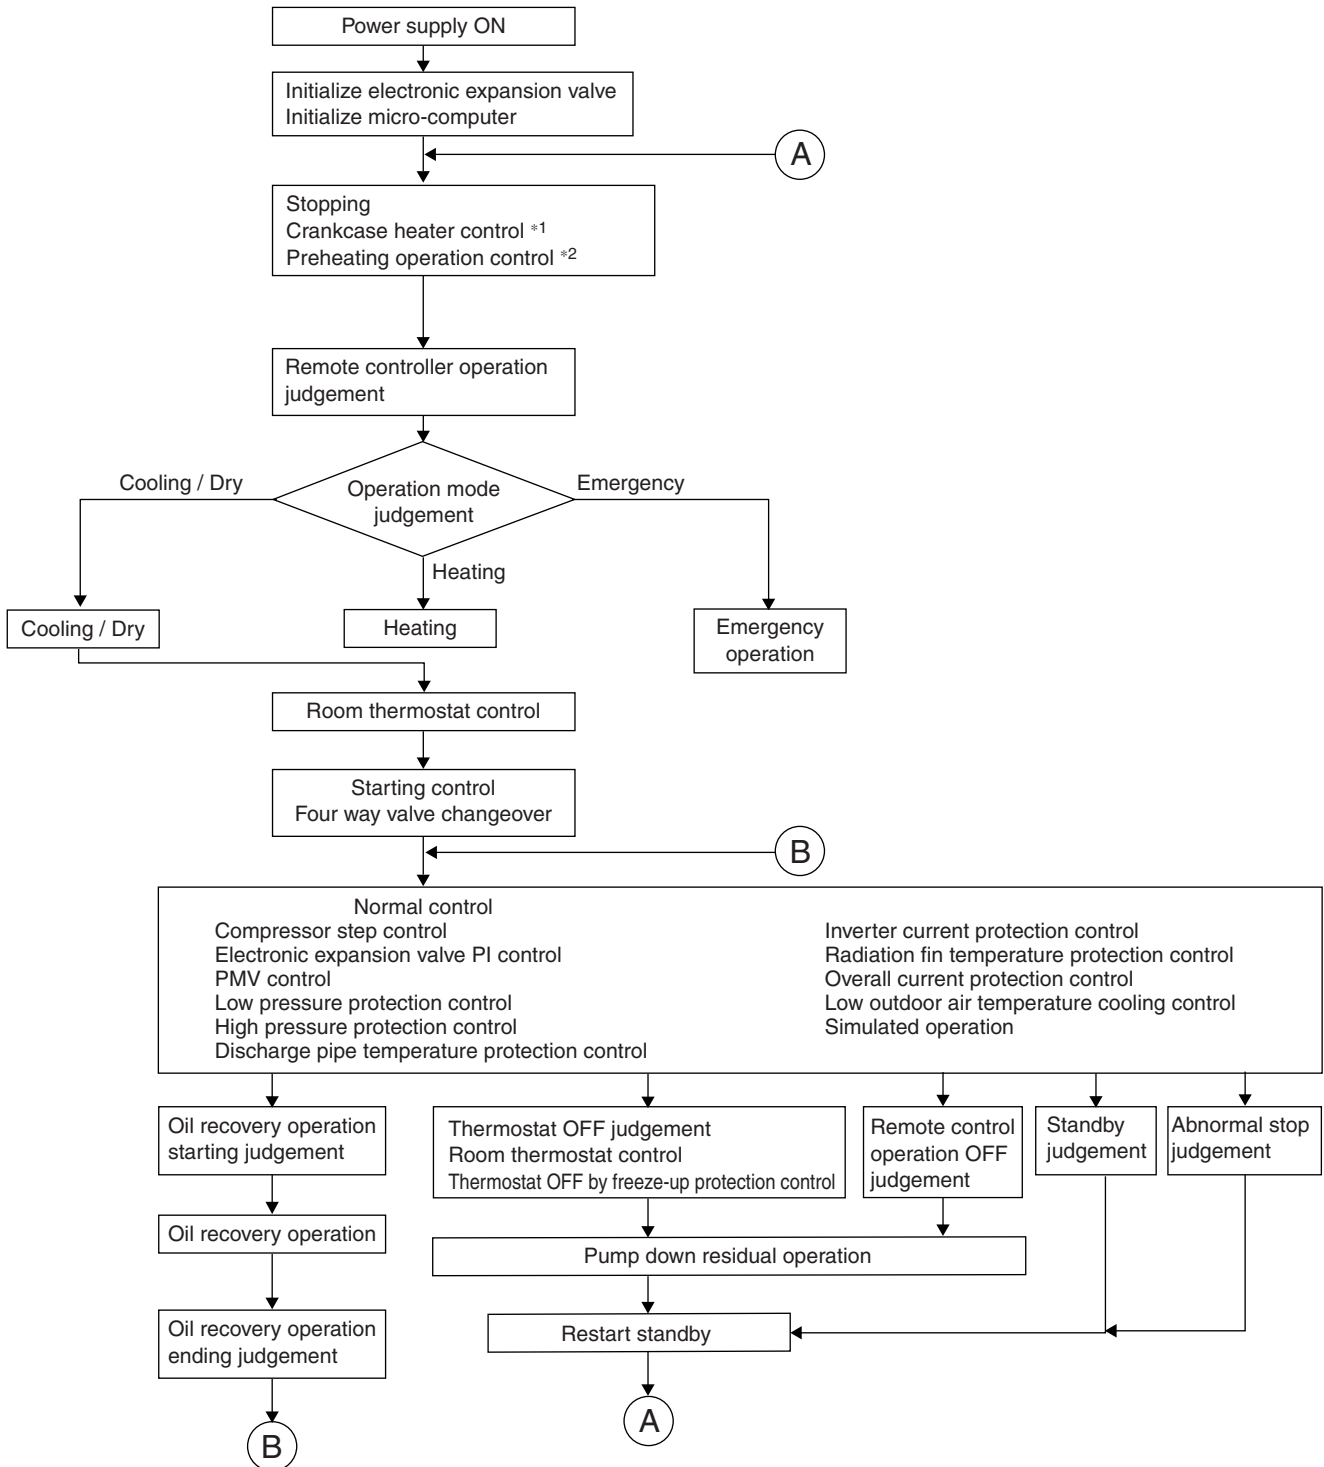 Power supply ON
Initialize electronic expansion valve
Initialize micro-computer
A
Stopping
Crankcase heater control *1
Preheating operation control *2
Remote controller operation
judgement
Cooling / Dry
Operation mode
judgement
Emergency
Heating
Cooling / Dry
Heating
Emergency
operation
Room thermostat control
Starting control
Four way valve changeover
B
Normal control
Compressor step control
Electronic expansion valve PI control
PMV control
Low pressure protection control
High pressure protection control
Discharge pipe temperature protection control
Inverter current protection control
Radiation fin temperature protection control
Overall current protection control
Low outdoor air temperature cooling control
Simulated operation
Oil recovery operation
starting judgement
Thermostat OFF judgement
Room thermostat control
Thermostat OFF by freeze-up protection control
Remote control
operation OFF
judgement
Standby
judgement
Abnormal stop
judgement
Oil recovery operation
Pump down residual operation
Oil recovery operation
ending judgement
Restart standby
B
A